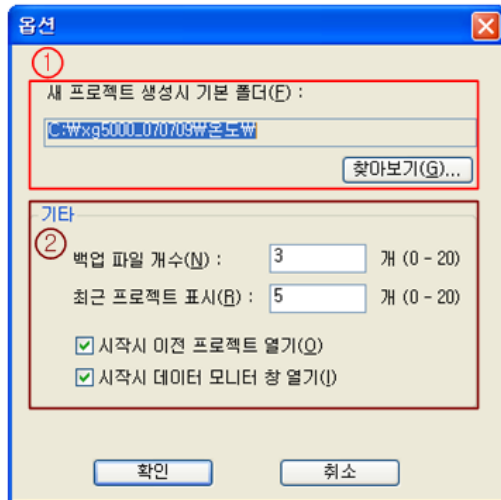 옵션
①
새 프로젝트 생성시 기본 폴더(F) :
C:₩xg5000_070709₩온도₩
찾아보기(G)...
기타
②
백업 파일 개수(N) : 3 개 (0 - 20)
최근 프로젝트 표시(R) : 5 개 (0 - 20)
시작시 이전 프로젝트 열기(O)
시작시 데이터 모니터 창 열기(I)
확인 취소